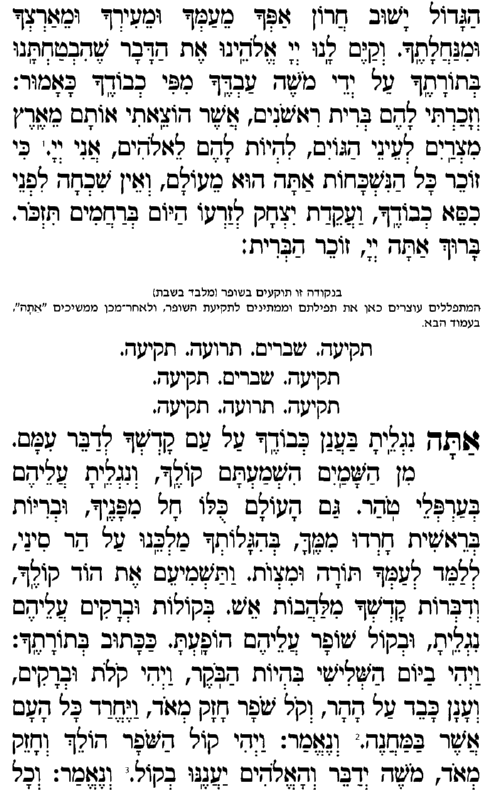 הַגָּדוֹל יָשׁוּב חֲרוֹן אַפְּךָ מֵעַמְּךָ וּמֵעִירְךָ וּמֵאַרְצְךָ
וּמִנַּחֲלָתֶךָ. וְקַיֶּם לָנוּ יְיָ אֱלֹהֵינוּ אֶת הַדָּבָר שֶׁהִבְטַחְתָּנוּ
בְּתוֹרָתֶךָ עַל יְדֵי מֹשֶׁה עַבְדֶּךָ מִפִּי כְבוֹדֶךָ כָּאָמוּר:
וְזָכַרְתִּי לָהֶם בְּרִית רִאשֹׁנִים, אֲשֶׁר הוֹצֵאתִי אוֹתָם מֵאֶרֶץ
מִצְרַיִם לְעֵינֵי הַגּוֹיִם, לִהְיוֹת לָהֶם לֵאלֹהִים, אֲנִי יְיָ.¹ כִּי
זוֹכֵר כָּל הַנִּשְׁכָּחוֹת אַתָּה הוּא מֵעוֹלָם, וְאֵין שִׁכְחָה לִפְנֵי
כִסֵּא כְבוֹדֶךָ, וַעֲקֵדַת יִצְחָק לְזַרְעוֹ הַיּוֹם בְּרַחֲמִים תִּזְכֹּר.
בָּרוּךְ אַתָּה יְיָ, זוֹכֵר הַבְּרִית:
בנקודה זו תוקעים בשופר (מלבד בשבת)
המתפללים עוצרים כאן את תפילתם וממתינים לתקיעת השופר, ולאחר־מכן ממשיכים "אַתָּה",
בעמוד הבא.
תקיעה. שברים. תרועה. תקיעה.
תקיעה. שברים. תקיעה.
תקיעה. תרועה. תקיעה.
אַתָּה נִגְלֵיתָ בַּעֲנַן כְּבוֹדֶךָ עַל עַם קָדְשְׁךָ לְדַבֵּר עִמָּם.
מִן הַשָּׁמַיִם הִשְׁמַעְתָּם קוֹלֶךָ, וְנִגְלֵיתָ עֲלֵיהֶם
בְּעַרְפְלֵי טֹהַר. גַּם הָעוֹלָם כֻּלּוֹ חָל מִפָּנֶיךָ, וּבְרִיּוֹת
בְּרֵאשִׁית חָרְדוּ מִמֶּךָּ, בְּהִגָּלוֹתְךָ מַלְכֵּנוּ עַל הַר סִינַי,
לְלַמֵּד לְעַמְּךָ תּוֹרָה וּמִצְוֹת. וַתַּשְׁמִיעֵם אֶת הוֹד קוֹלֶךָ,
וְדִבְּרוֹת קָדְשְׁךָ מִלַּהֲבוֹת אֵשׁ. בְּקוֹלוֹת וּבְרָקִים עֲלֵיהֶם
נִגְלֵיתָ, וּבְקוֹל שׁוֹפָר עֲלֵיהֶם הוֹפָעְתָּ. כַּכָּתוּב בְּתוֹרָתֶךָ:
וַיְהִי בַיּוֹם הַשְּׁלִישִׁי בִּהְיוֹת הַבֹּקֶר, וַיְהִי קֹלֹת וּבְרָקִים,
וְעָנָן כָּבֵד עַל הָהָר, וְקֹל שֹׁפָר חָזָק מְאֹד, וַיֶּחֱרַד כָּל הָעָם
אֲשֶׁר בַּמַּחֲנֶה.² וְנֶאֱמַר: וַיְהִי קוֹל הַשֹּׁפָר הוֹלֵךְ וְחָזֵק
מְאֹד, מֹשֶׁה יְדַבֵּר וְהָאֱלֹהִים יַעֲנֶנּוּ בְקוֹל.³ וְנֶאֱמַר: וְכָל